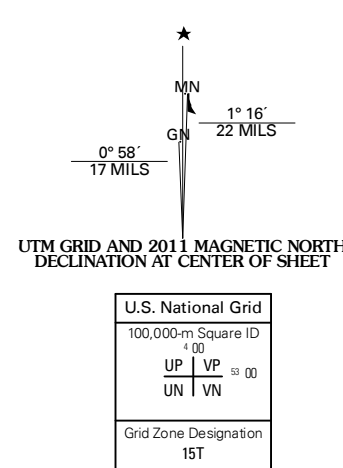 ★
MN
1° 16´
22 MILS
GN
0° 58´
17 MILS
UTM GRID AND 2011 MAGNETIC NORTH
DECLINATION AT CENTER OF SHEET
U.S. National Grid
100,000-m Square ID
4 00
UP VP 53 00
UN VN
Grid Zone Designation
15T